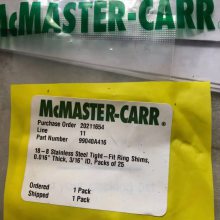 McMASTER-CARR
McMASTER-CARR®
Purchase Order 20211654
Line 11
Part Number 99040A416
18-8 Stainless Steel Tight-Fit Ring Shims,
0.016" Thick, 3/16" ID, Packs of 25
Ordered 1 Pack
Shipped 1 Pack